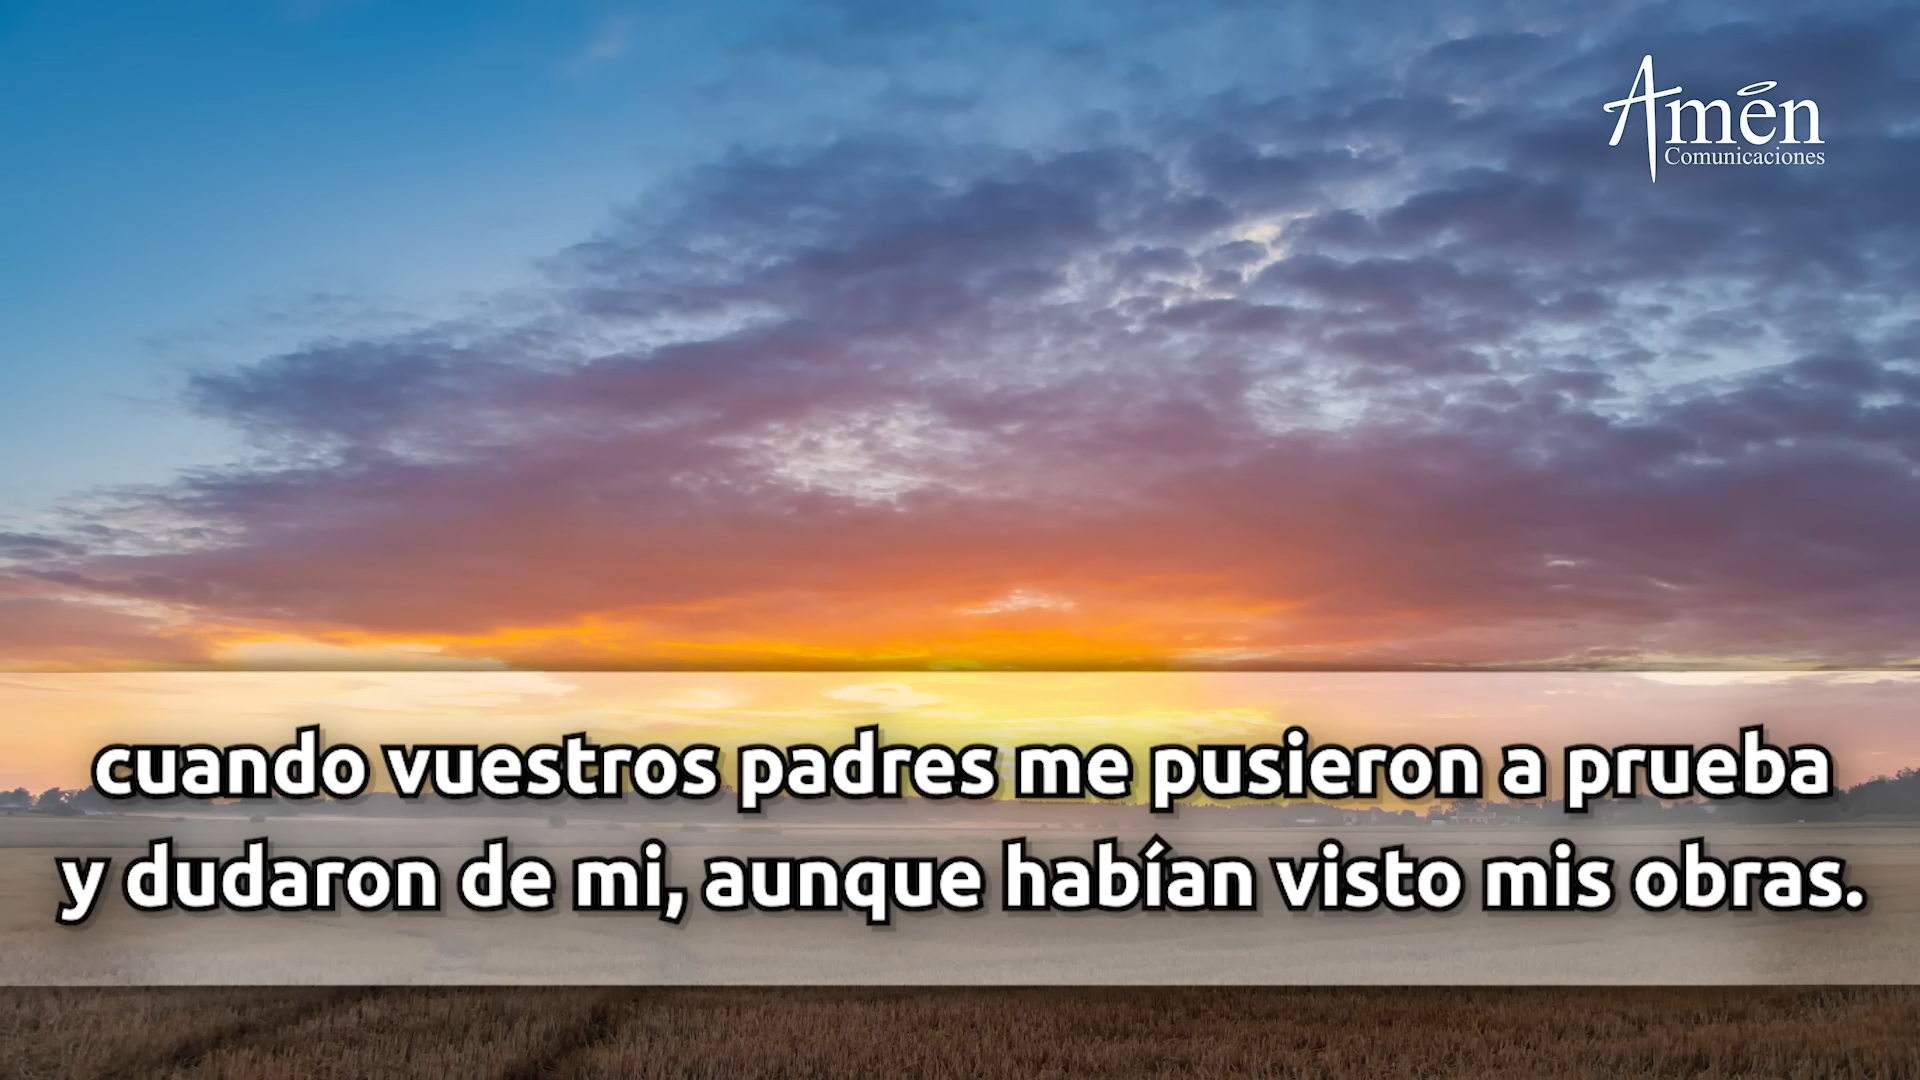 Amén
Comunicaciones
cuando vuestros padres me pusieron a prueba
y dudaron de mi, aunque habían visto mis obras.